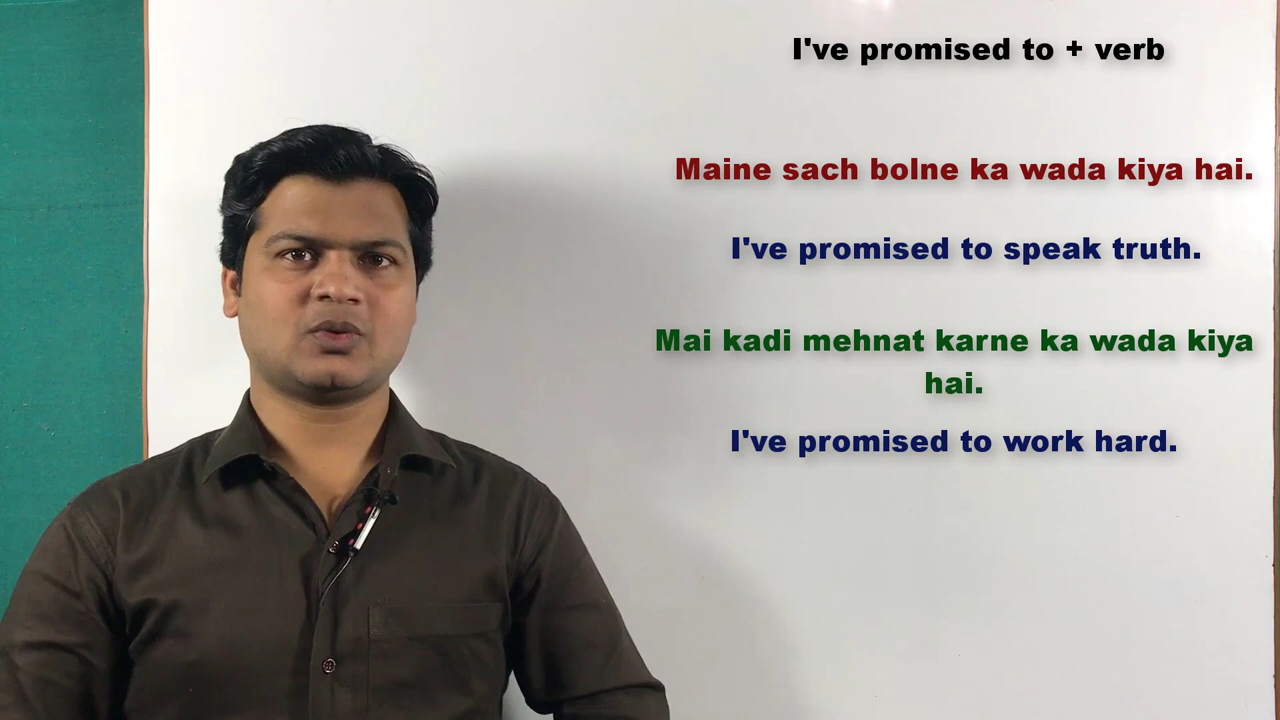 I've promised to + verb
Maine sach bolne ka wada kiya hai.
I've promised to speak truth.
Mai kadi mehnat karne ka wada kiya
hai.
I've promised to work hard.